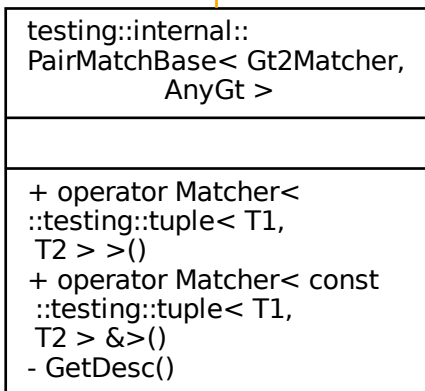 testing::internal::
PairMatchBase< Gt2Matcher,
AnyGt >
+ operator Matcher<
::testing::tuple< T1,
T2 > >()
+ operator Matcher< const
::testing::tuple< T1,
T2 > &>()
- GetDesc()